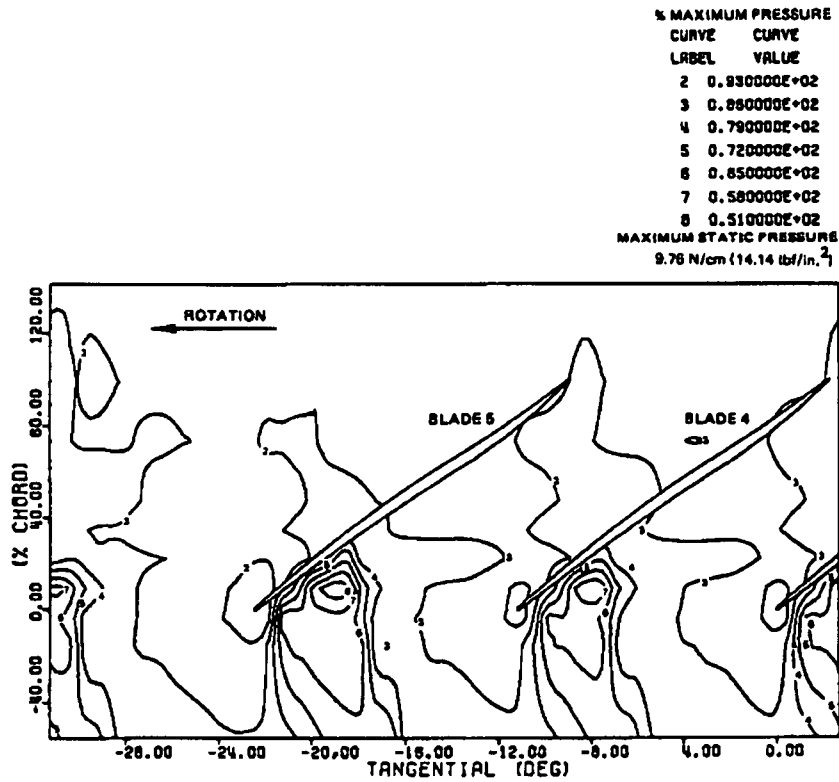 % MAXIMUM PRESSURE
CURVE CURVE
LABEL VALUE
2 0.930000E+02
3 0.860000E+02
4 0.790000E+02
5 0.720000E+02
6 0.650000E+02
7 0.580000E+02
8 0.510000E+02
MAXIMUM STATIC PRESSURE
9.76 N/cm (14.14 lbf/in.2)
ROTATION
BLADE 5
BLADE 4
(% CHORD)
120.00
80.00
40.00
0.00
-40.00
-28.00 -24.00 -20.00 -16.00 -12.00 -8.00 4.00 0.00
TANGENTIAL (DEG)